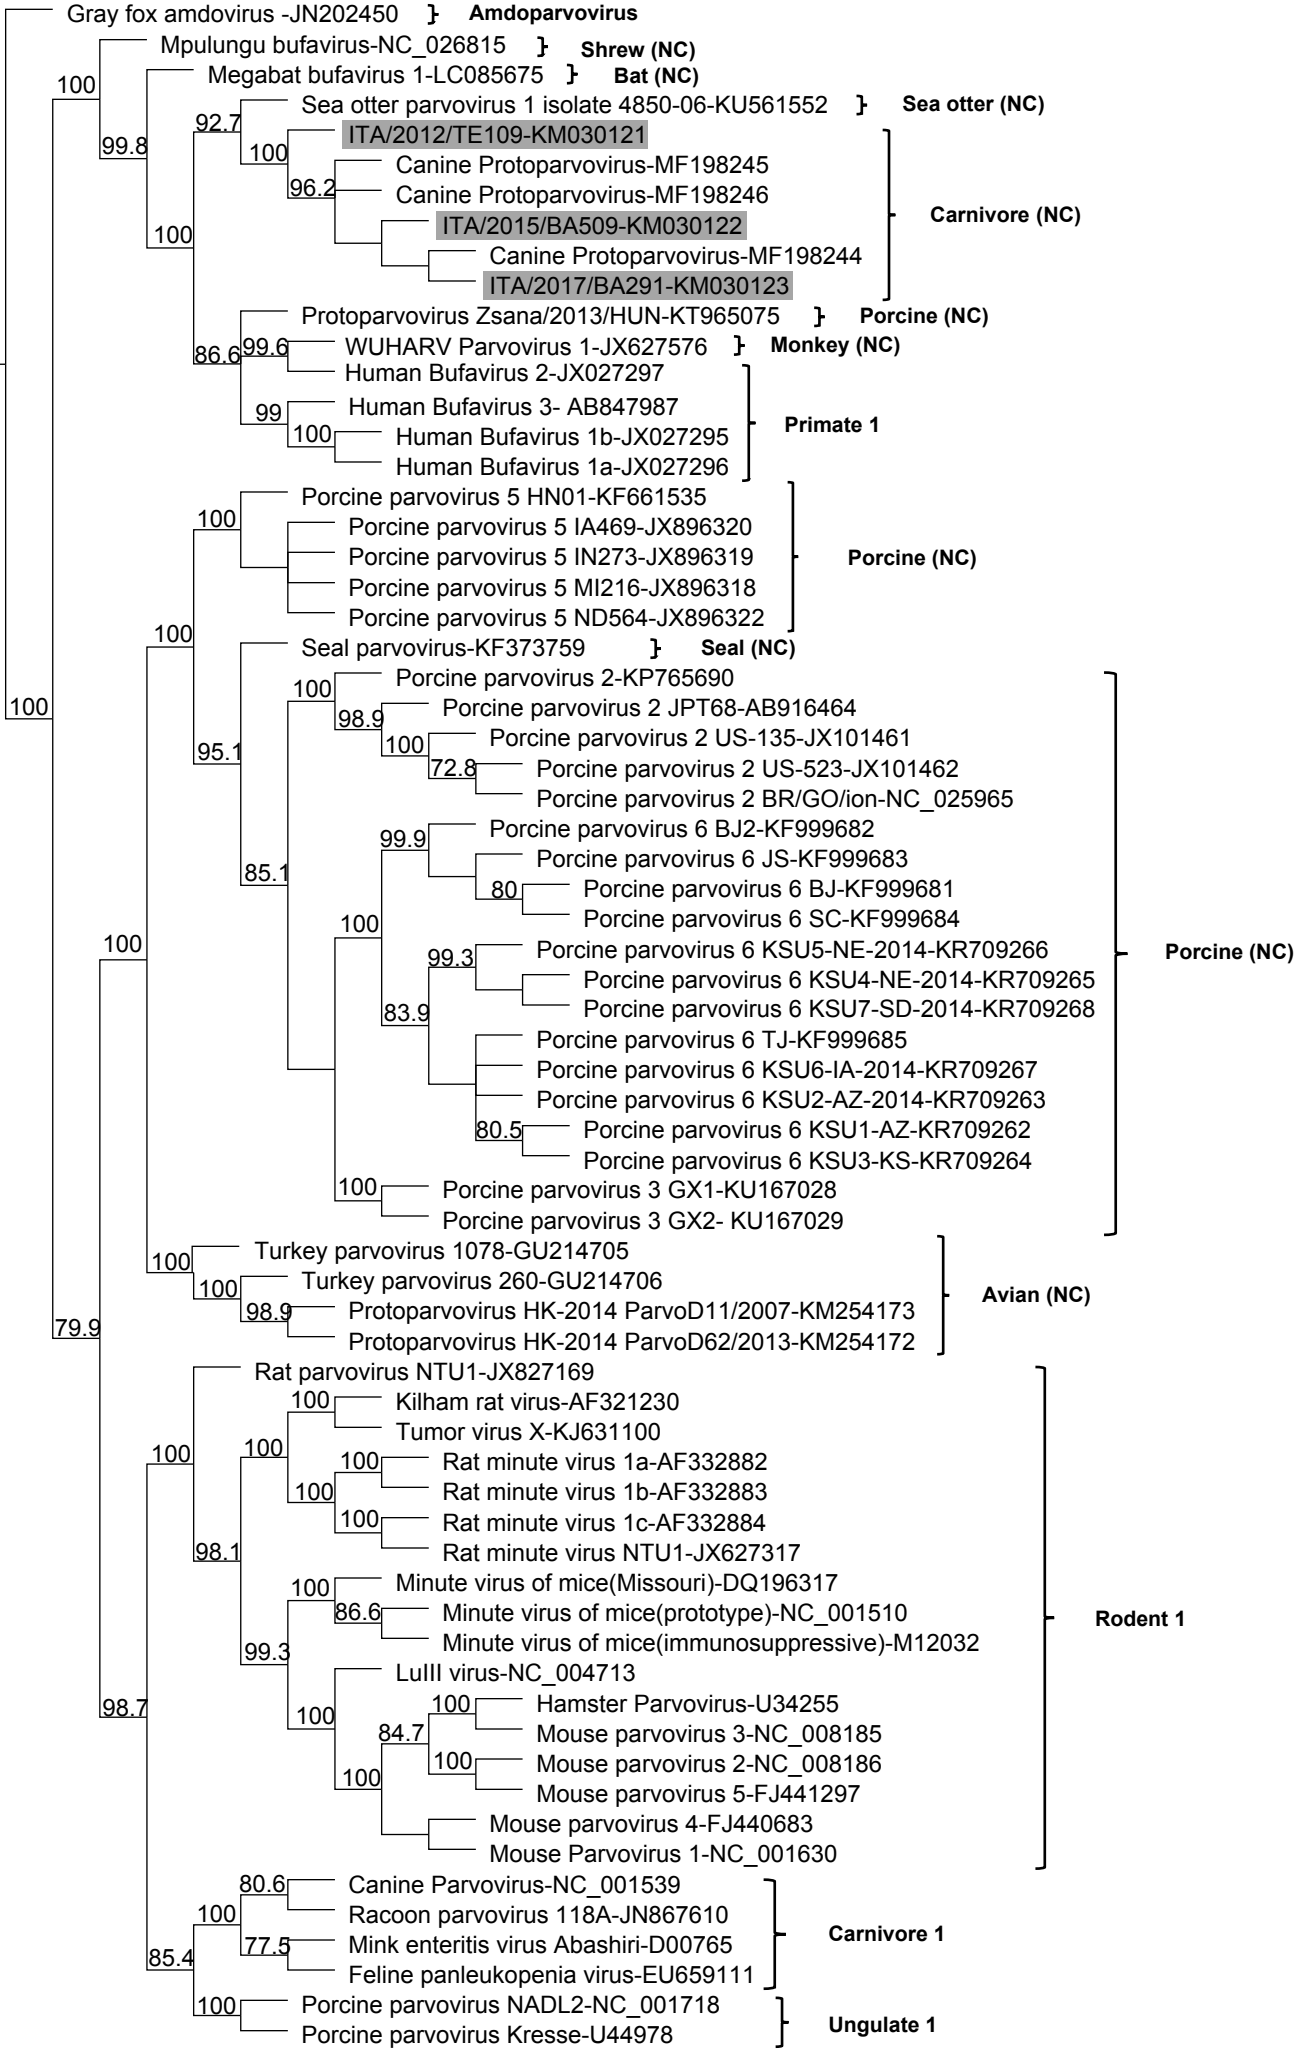 Gray fox amdovirus -JN202450 } Amdoparvovirus
Mpulungu bufavirus-NC_026815 } Shrew (NC)
100
Megabat bufavirus 1-LC085675 } Bat (NC)
92.7
Sea otter parvovirus 1 isolate 4850-06-KU561552 } Sea otter (NC)
99.8
100
ITA/2012/TE109-KM030121
Canine Protoparvovirus-MF198245
96.2
Canine Protoparvovirus-MF198246
Carnivore (NC)
100
ITA/2015/BA509-KM030122
Canine Protoparvovirus-MF198244
ITA/2017/BA291-KM030123
Protoparvovirus Zsana/2013/HUN-KT965075 } Porcine (NC)
86.6
99.6
WUHARV Parvovirus 1-JX627576 } Monkey (NC)
Human Bufavirus 2-JX027297
99
Human Bufavirus 3- AB847987
Primate 1
100
Human Bufavirus 1b-JX027295
Human Bufavirus 1a-JX027296
Porcine parvovirus 5 HN01-KF661535
100
Porcine parvovirus 5 IA469-JX896320
Porcine parvovirus 5 IN273-JX896319
Porcine (NC)
Porcine parvovirus 5 MI216-JX896318
Porcine parvovirus 5 ND564-JX896322
100
Seal parvovirus-KF373759 } Seal (NC)
100
Porcine parvovirus 2-KP765690
100
98.9
Porcine parvovirus 2 JPT68-AB916464
95.1
100
Porcine parvovirus 2 US-135-JX101461
72.8
Porcine parvovirus 2 US-523-JX101462
Porcine parvovirus 2 BR/GO/ion-NC_025965
99.9
Porcine parvovirus 6 BJ2-KF999682
85.1
Porcine parvovirus 6 JS-KF999683
80
Porcine parvovirus 6 BJ-KF999681
100
Porcine parvovirus 6 SC-KF999684
100
99.3
Porcine parvovirus 6 KSU5-NE-2014-KR709266
Porcine (NC)
Porcine parvovirus 6 KSU4-NE-2014-KR709265
83.9
Porcine parvovirus 6 KSU7-SD-2014-KR709268
Porcine parvovirus 6 TJ-KF999685
Porcine parvovirus 6 KSU6-IA-2014-KR709267
Porcine parvovirus 6 KSU2-AZ-2014-KR709263
80.5
Porcine parvovirus 6 KSU1-AZ-KR709262
Porcine parvovirus 6 KSU3-KS-KR709264
100
Porcine parvovirus 3 GX1-KU167028
Porcine parvovirus 3 GX2- KU167029
100
Turkey parvovirus 1078-GU214705
100
Turkey parvovirus 260-GU214706
Avian (NC)
98.9
Protoparvovirus HK-2014 ParvoD11/2007-KM254173
79.9
Protoparvovirus HK-2014 ParvoD62/2013-KM254172
Rat parvovirus NTU1-JX827169
100
Kilham rat virus-AF321230
Tumor virus X-KJ631100
100
100
100
Rat minute virus 1a-AF332882
100
Rat minute virus 1b-AF332883
100
Rat minute virus 1c-AF332884
98.1
Rat minute virus NTU1-JX627317
100
Minute virus of mice(Missouri)-DQ196317
86.6
Minute virus of mice(prototype)-NC_001510
Rodent 1
99.3
Minute virus of mice(immunosuppressive)-M12032
LuIII virus-NC_004713
98.7
100
100
Hamster Parvovirus-U34255
84.7
Mouse parvovirus 3-NC_008185
100
100
Mouse parvovirus 2-NC_008186
Mouse parvovirus 5-FJ441297
Mouse parvovirus 4-FJ440683
Mouse Parvovirus 1-NC_001630
80.6
Canine Parvovirus-NC_001539
100
Racoon parvovirus 118A-JN867610
Carnivore 1
85.4
77.5
Mink enteritis virus Abashiri-D00765
Feline panleukopenia virus-EU659111
100
Porcine parvovirus NADL2-NC_001718
Ungulate 1
Porcine parvovirus Kresse-U44978